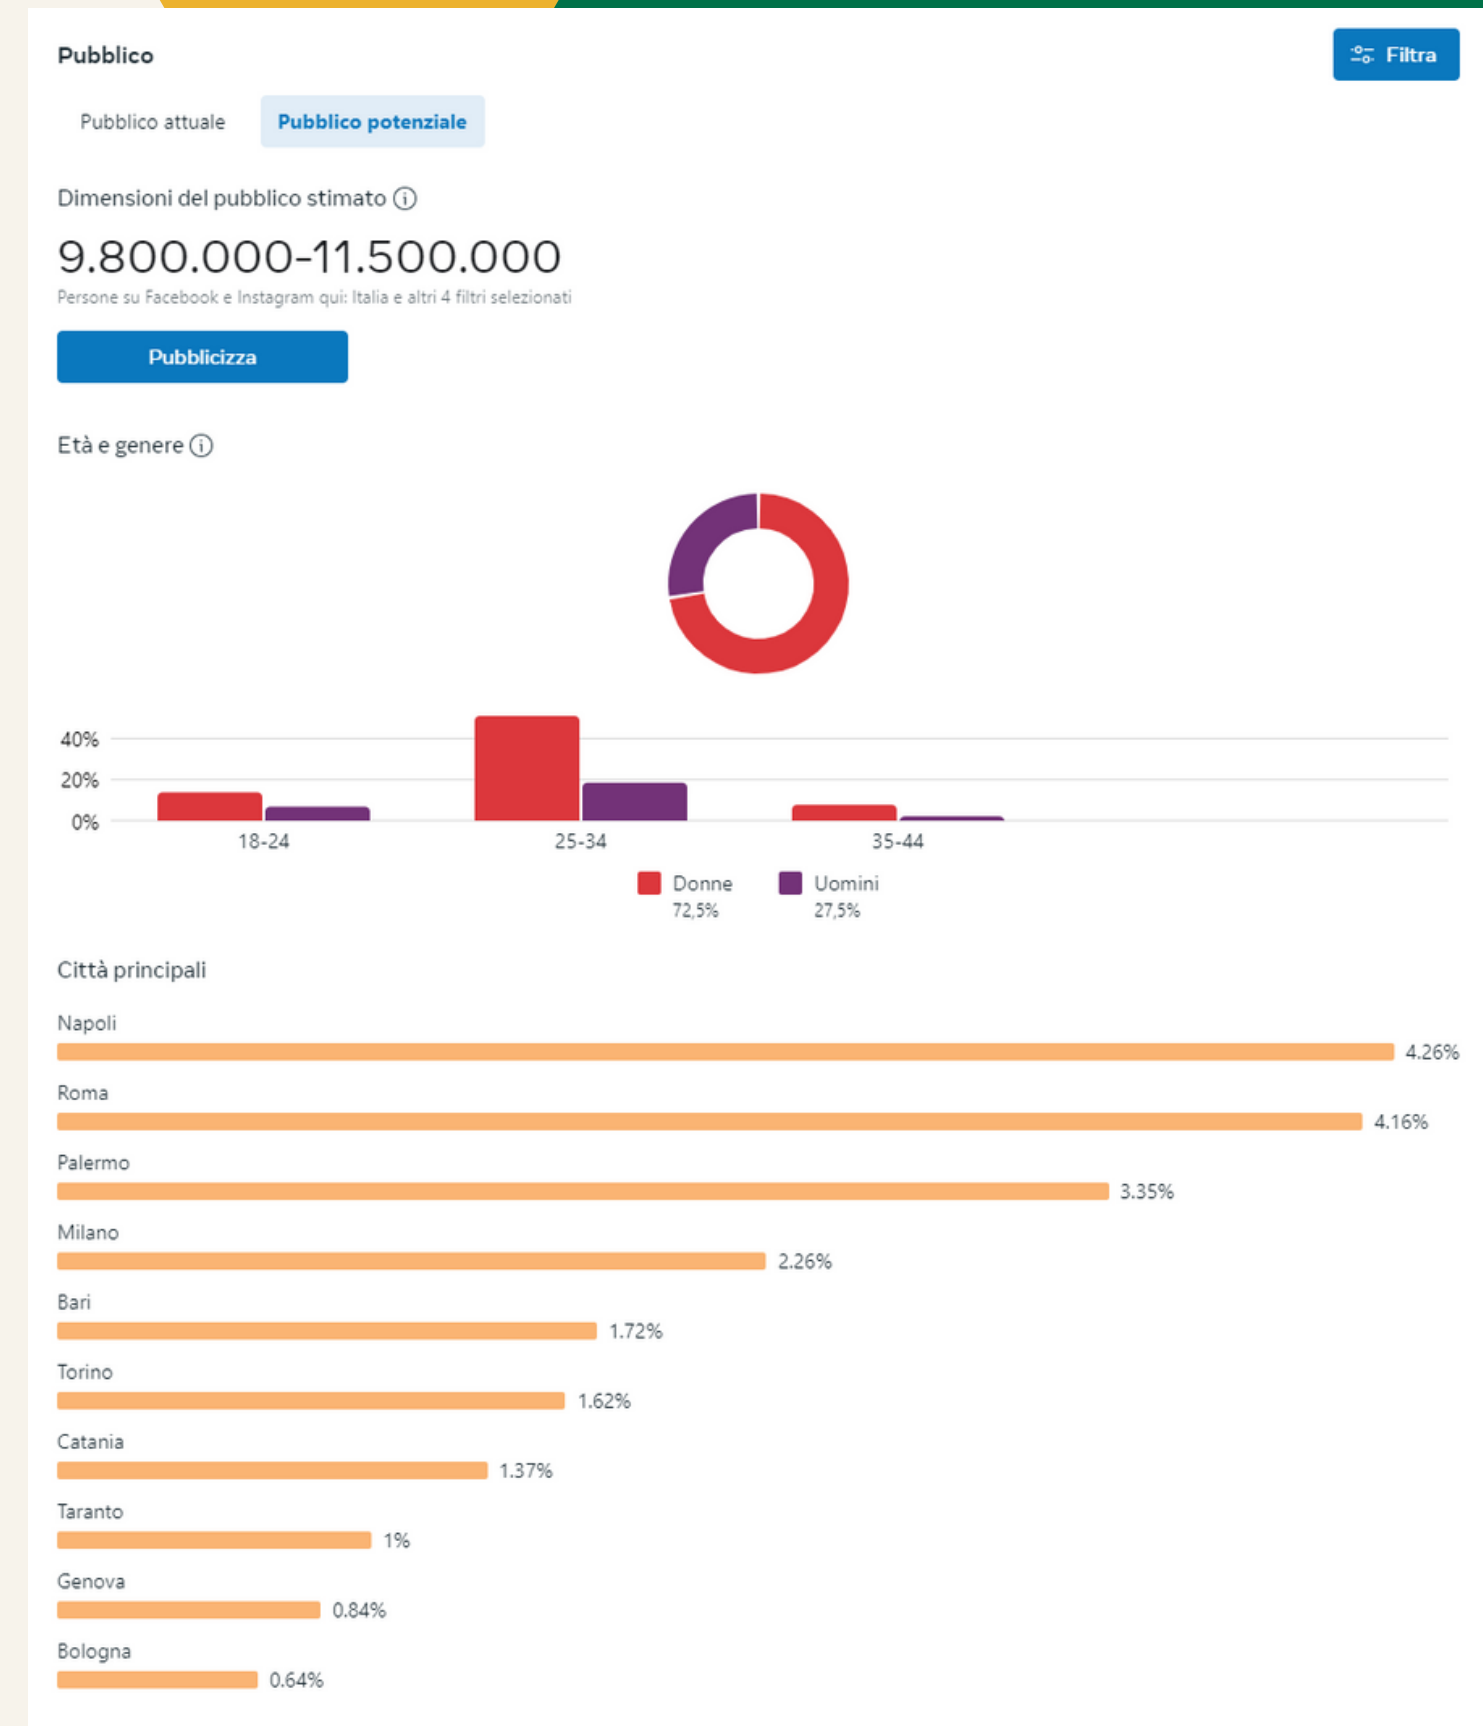 Pubblico
Filtra
Pubblico attuale
Pubblico potenziale
Dimensioni del pubblico stimato
9.800.000-11.500.000
Persone su Facebook e Instagram qui: Italia e altri 4 filtri selezionati
Pubblicizza
Età e genere
40%
20%
0%
18-24
25-34
35-44
Donne
72,5%
Uomini
27,5%
Città principali
Napoli
4.26%
Roma
4.16%
Palermo
3.35%
Milano
2.26%
Bari
1.72%
Torino
1.62%
Catania
1.37%
Taranto
1%
Genova
0.84%
Bologna
0.64%